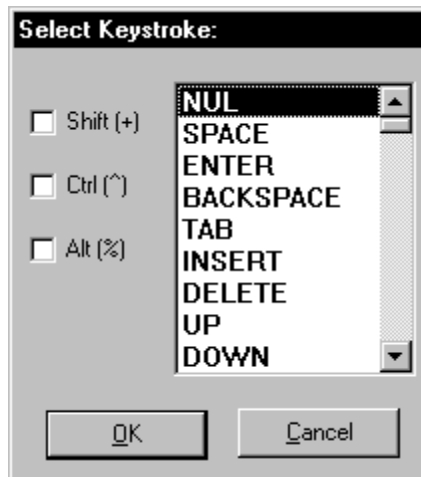 Select Keystroke:
Shift (+)
Ctrl (^)
Alt (%)
NUL
SPACE
ENTER
BACKSPACE
TAB
INSERT
DELETE
UP
DOWN
OK
Cancel